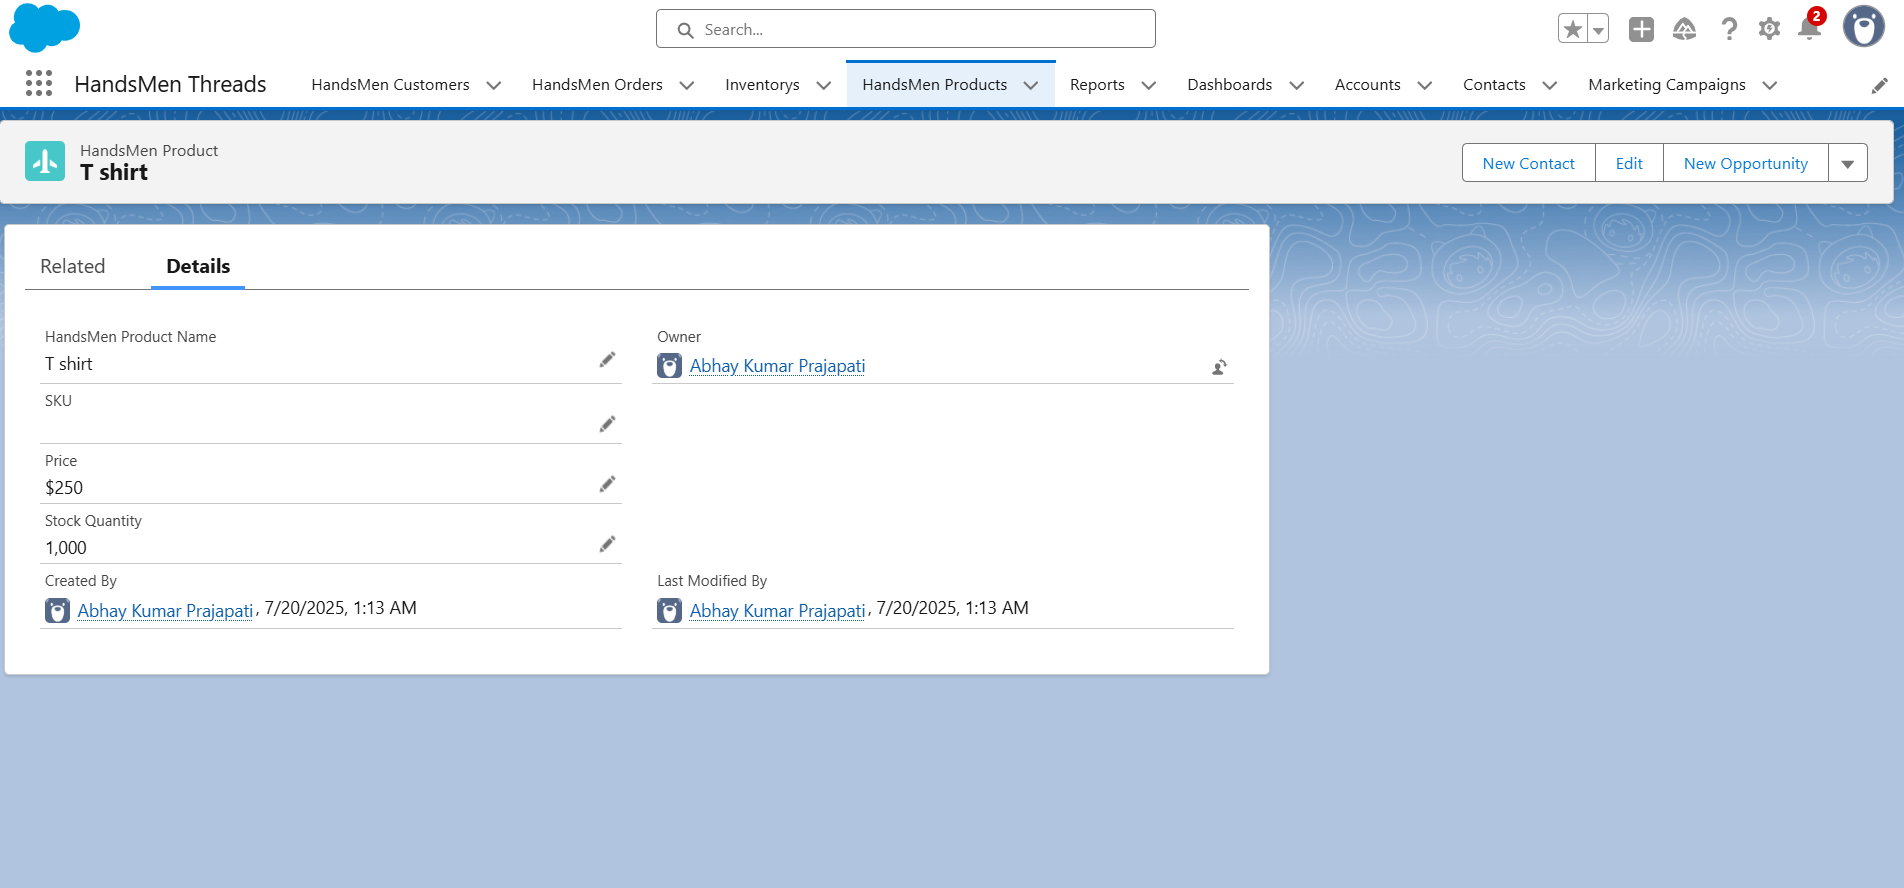 Search...
2
HandsMen Threads
HandsMen Customers
HandsMen Orders
Inventorys
HandsMen Products
Reports
Dashboards
Accounts
Contacts
Marketing Campaigns
HandsMen Product
T shirt
New Contact
Edit
New Opportunity
Related
Details
HandsMen Product Name
T shirt
Owner
Abhay Kumar Prajapati
SKU
Price
$250
Stock Quantity
1,000
Created By
Abhay Kumar Prajapati, 7/20/2025, 1:13 AM
Last Modified By
Abhay Kumar Prajapati, 7/20/2025, 1:13 AM